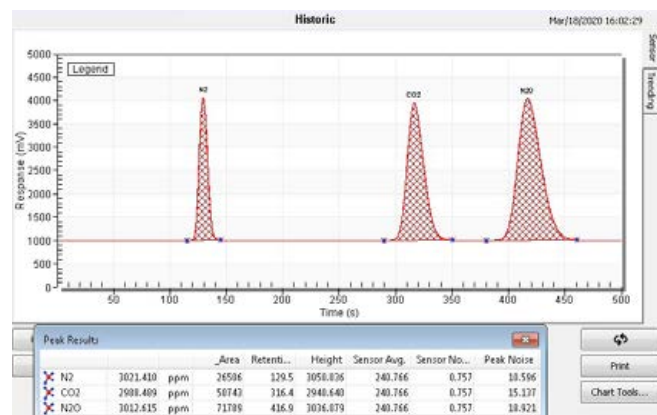 Historic
Mar/18/2020 16:02:29
Sensor
Trending
Legend
N2
CO2
N2O
Response (mV)
5000
4500
4000
3500
3000
2500
2000
1500
1000
500
0
50 100 150 200 250 300 350 400 450 500
Time (s)
Peak Results
_Area Retenti... Height Sensor Avg. Sensor No... Peak Noise
N2 3021.410 ppm 26506 129.5 3058.036 240.766 0.757 10.596
CO2 2988.489 ppm 50743 316.4 2940.640 240.766 0.757 15.137
N2O 3012.615 ppm 71789 416.9 3036.079 240.766 0.757 10.921
Print
Chart Tools...